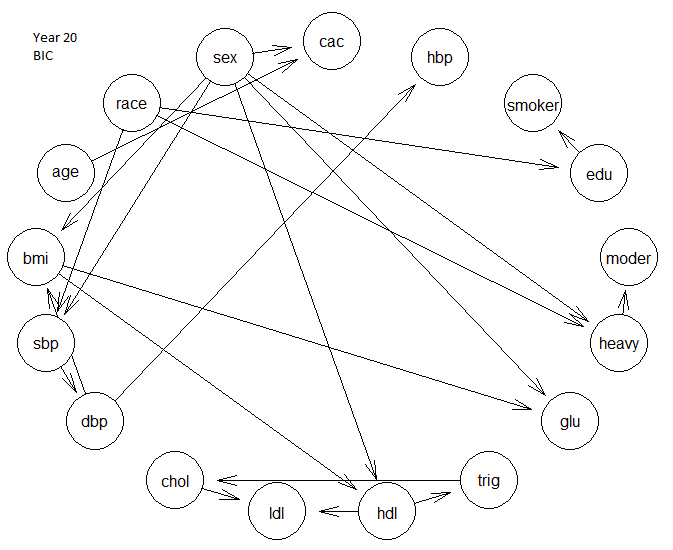 Year 20
BIC
cac
sex
hbp
race
smoker
age
edu
bmi
moder
sbp
heavy
dbp
glu
chol
trig
ldl
hdl